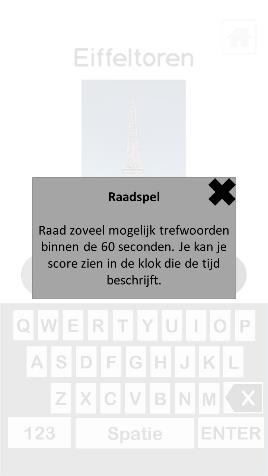 Eiffeltoren
Raadspel
Raad zoveel mogelijk trefwoorden
binnen de 60 seconden. Je kan je
score zien in de klok die de tijd
beschrijft.
Q W E R T Y U I O P
A S D F G H J K L
Z X C V B N M X
123 Spatie ENTER